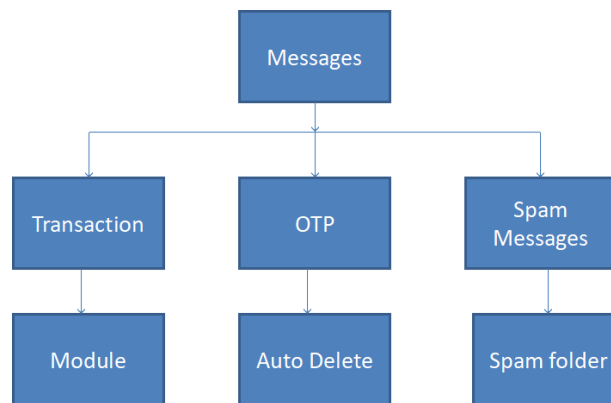 Messages
Transaction
OTP
Spam
Messages
Module
Auto Delete
Spam folder